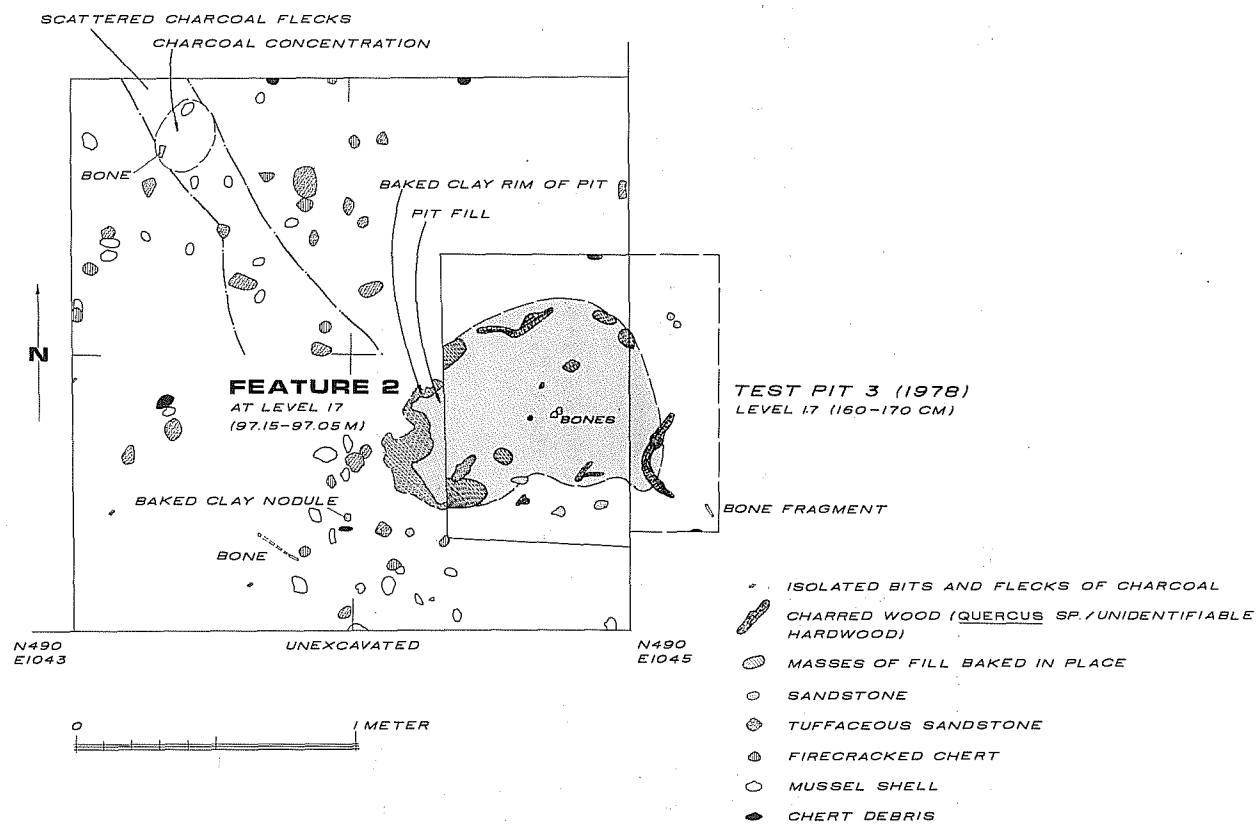 SCATTERED CHARCOAL FLECKS
CHARCOAL CONCENTRATION
BONE
BAKED CLAY RIM OF PIT
PIT FILL
N
FEATURE 2
AT LEVEL 17
(97.15-97.05 M)
BONES
TEST PIT 3 (1978)
LEVEL 17 (160-170 CM)
BAKED CLAY NODULE
BONE
BONE FRAGMENT
N490
E1043
UNEXCAVATED
N490
E1045
0
1 METER
ISOLATED BITS AND FLECKS OF CHARCOAL
CHARRED WOOD (QUERCUS SP./UNIDENTIFIABLE
HARDWOOD)
MASSES OF FILL BAKED IN PLACE
SANDSTONE
TUFFACEOUS SANDSTONE
FIRECRACKED CHERT
MUSSEL SHELL
CHERT DEBRIS